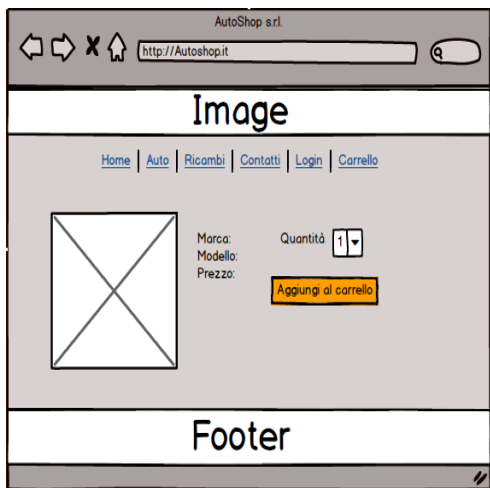 AutoShop s.r.l.
http://Autoshop.it
Image
Home | Auto | Ricambi | Contatti | Login | Carrello
Marca:
Modello:
Prezzo:
Quantità 1
Aggiungi al carrello
Footer